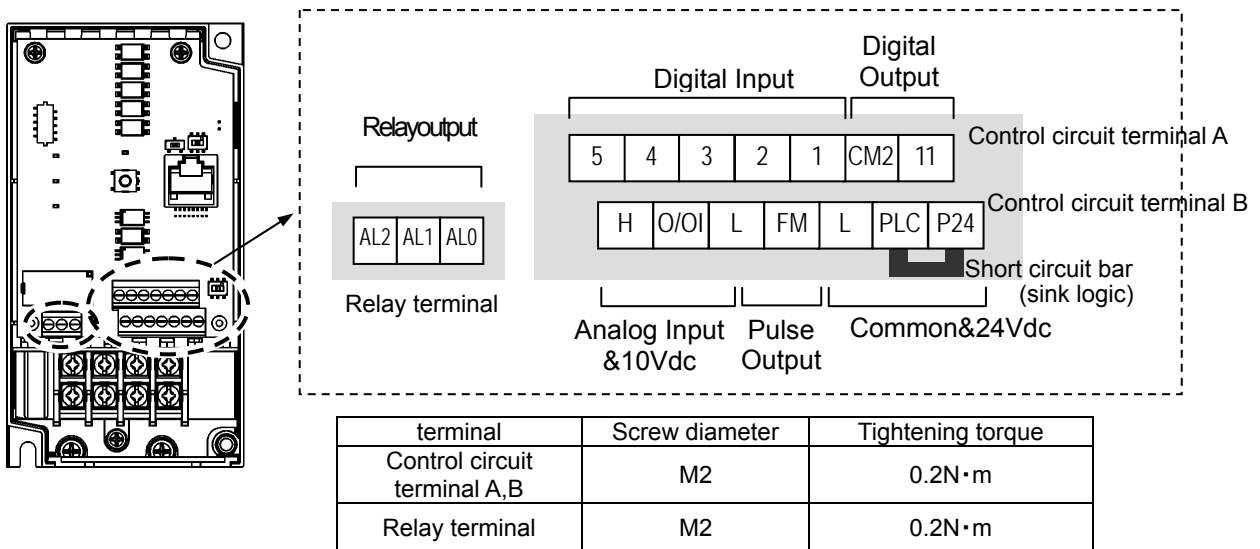 Digital Input
Digital
Output
Relayoutput
5 4 3 2 1 CM2 11
Control circuit terminal A
H O/OI L FM L PLC P24
Control circuit terminal B
AL2 AL1 AL0
Short circuit bar
(sink logic)
Relay terminal
Analog Input
&10Vdc
Pulse
Output
Common&24Vdc
terminal Screw diameter Tightening torque
Control circuit
terminal A,B M2 0.2N・m
Relay terminal M2 0.2N・m